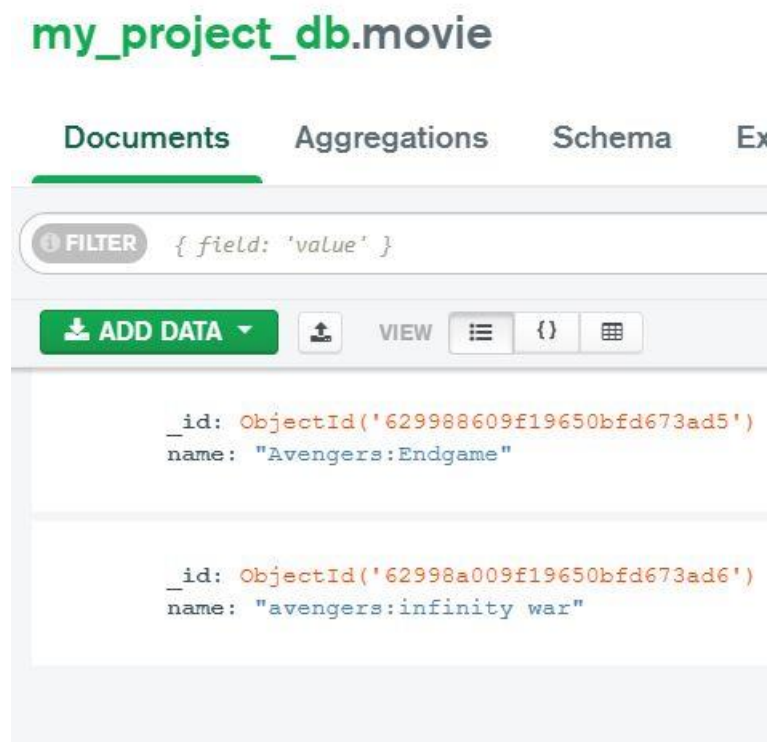 my_project_db.movie
Documents Aggregations Schema Ex
FILTER { field: 'value' }
ADD DATA VIEW {}
_id: ObjectId('629988609f19650bfd673ad5')
name: "Avengers:Endgame"
_id: ObjectId('62998a009f19650bfd673ad6')
name: "avengers:infinity war"